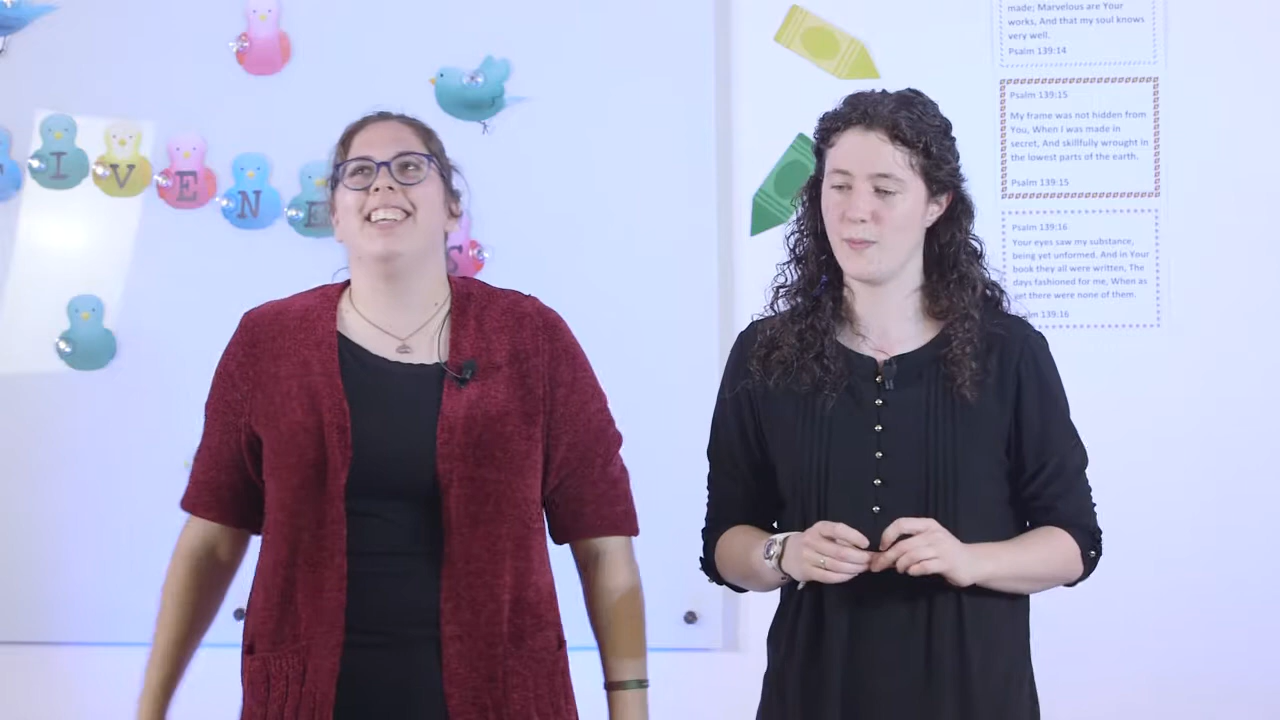 I V E N E S
made; Marvelous are Your
works, And that my soul knows
very well.
Psalm 139:14
Psalm 139:15
My frame was not hidden from
You, When I was made in
secret, And skillfully wrought in
the lowest parts of the earth.
Psalm 139:15
Psalm 139:16
Your eyes saw my substance,
being yet unformed. And in Your
book they all were written, The
days fashioned for me, When as
yet there were none of them.
Psalm 139:16